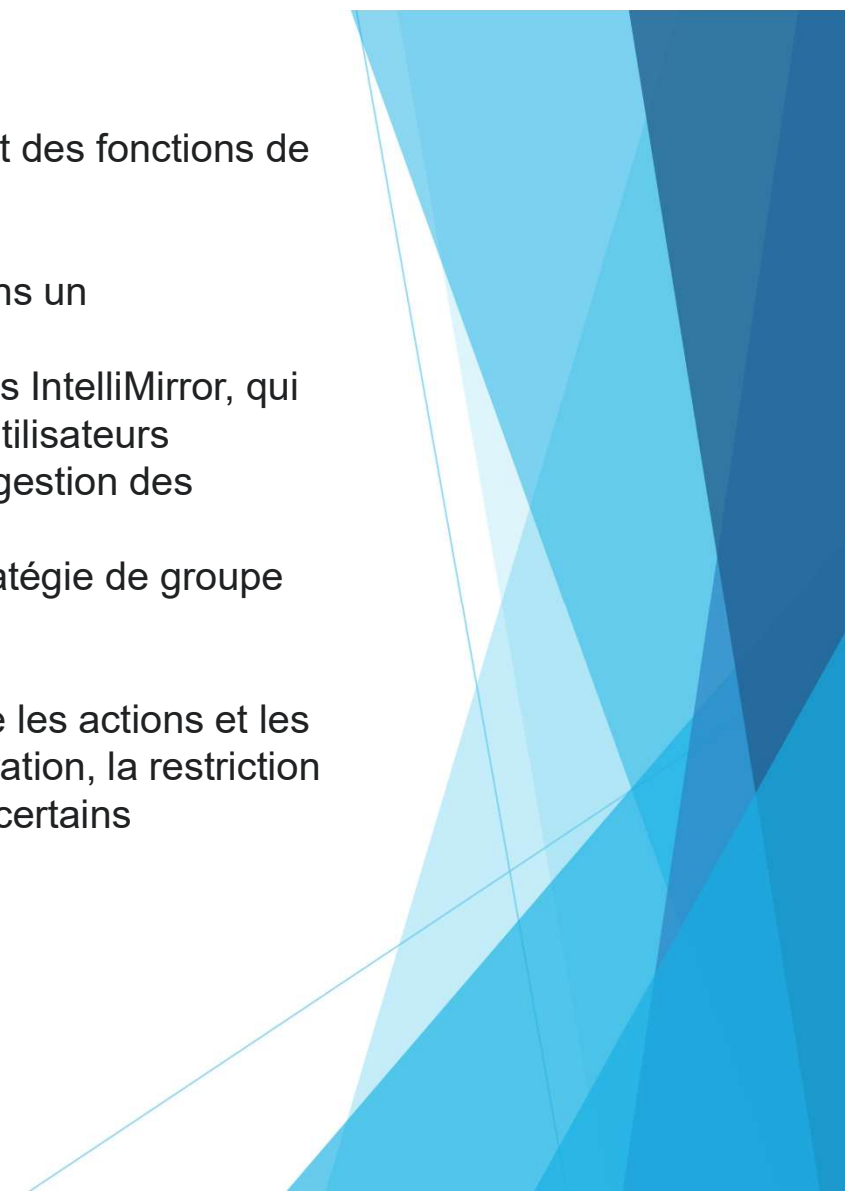 t des fonctions de
ns un
s IntelliMirror, qui
tilisateurs
gestion des
atégie de groupe
e les actions et les
ation, la restriction
certains